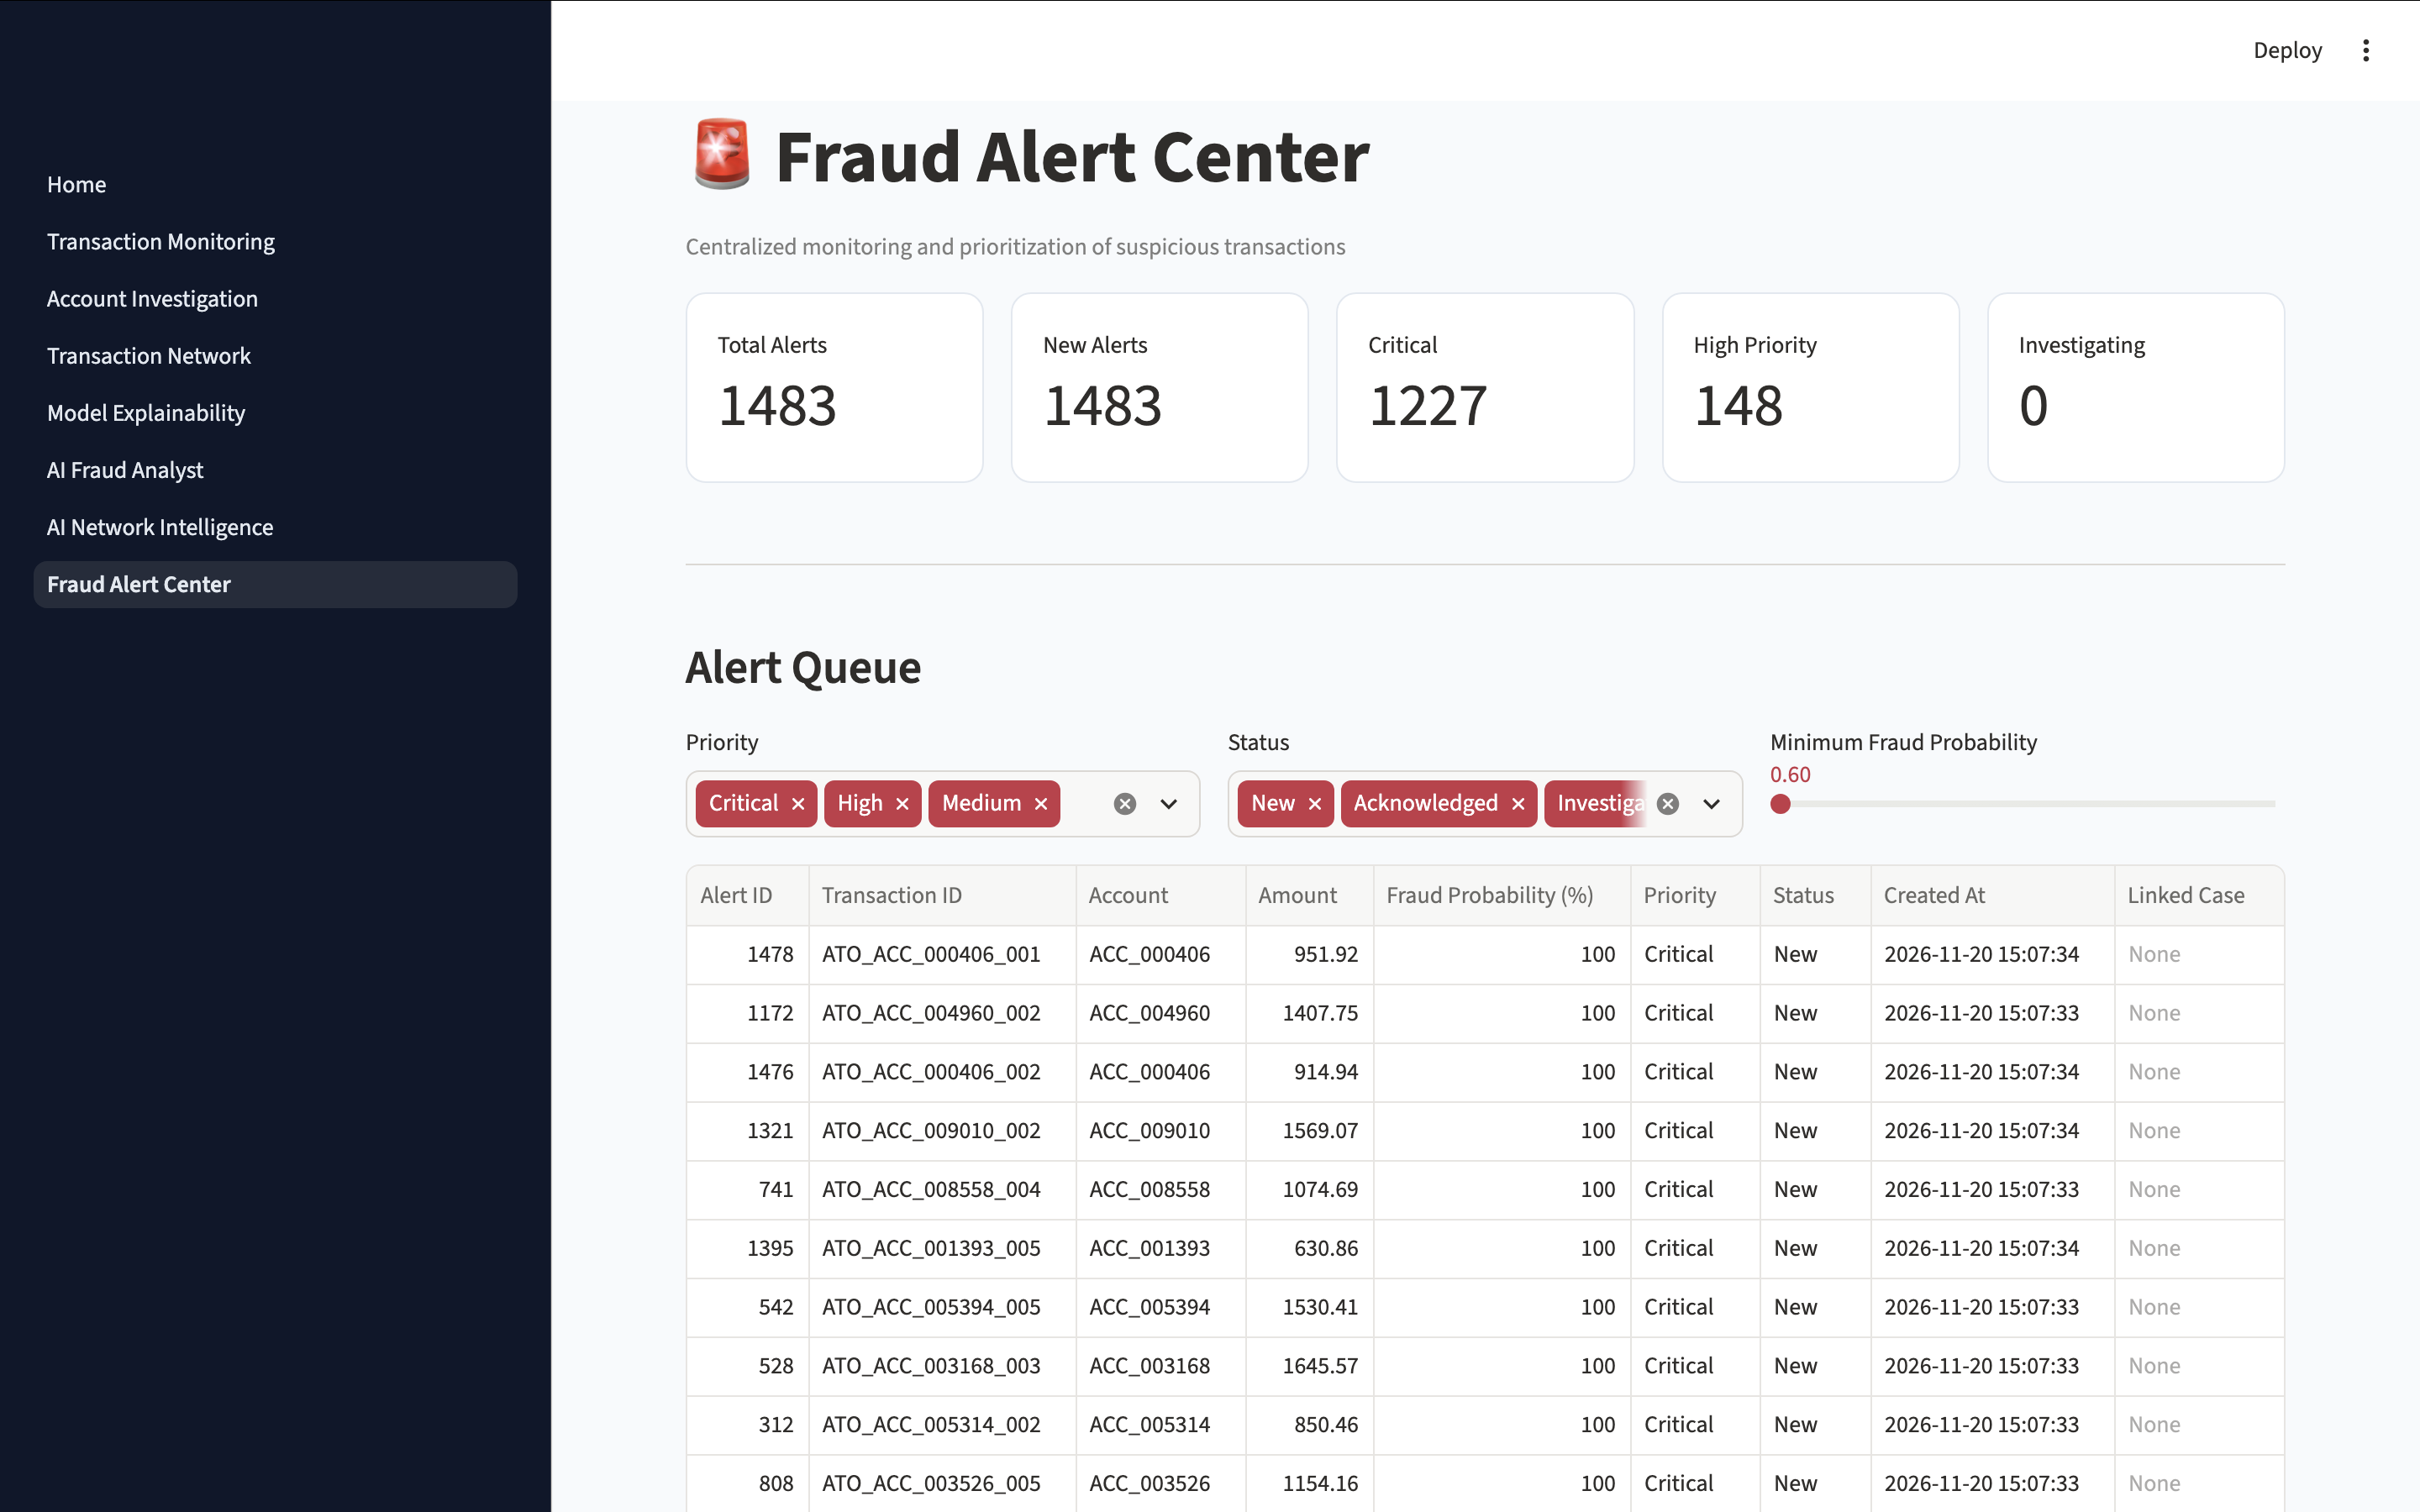 Deploy
Home
Transaction Monitoring
Account Investigation
Transaction Network
Model Explainability
AI Fraud Analyst
AI Network Intelligence
Fraud Alert Center
Fraud Alert Center
Centralized monitoring and prioritization of suspicious transactions
Total Alerts New Alerts Critical High Priority Investigating
1483 1483 1227 148 0
Alert Queue
Priority Status Minimum Fraud Probability
0.60
Critical High Medium New Acknowledged Investiga
Alert ID Transaction ID Account Amount Fraud Probability (%) Priority Status Created At Linked Case
1478 ATO_ACC_000406_001 ACC_000406 951.92 100 Critical New 2026-11-20 15:07:34 None
1172 ATO_ACC_004960_002 ACC_004960 1407.75 100 Critical New 2026-11-20 15:07:33 None
1476 ATO_ACC_000406_002 ACC_000406 914.94 100 Critical New 2026-11-20 15:07:34 None
1321 ATO_ACC_009010_002 ACC_009010 1569.07 100 Critical New 2026-11-20 15:07:34 None
741 ATO_ACC_008558_004 ACC_008558 1074.69 100 Critical New 2026-11-20 15:07:33 None
1395 ATO_ACC_001393_005 ACC_001393 630.86 100 Critical New 2026-11-20 15:07:34 None
542 ATO_ACC_005394_005 ACC_005394 1530.41 100 Critical New 2026-11-20 15:07:33 None
528 ATO_ACC_003168_003 ACC_003168 1645.57 100 Critical New 2026-11-20 15:07:33 None
312 ATO_ACC_005314_002 ACC_005314 850.46 100 Critical New 2026-11-20 15:07:33 None
808 ATO_ACC_003526_005 ACC_003526 1154.16 100 Critical New 2026-11-20 15:07:33 None